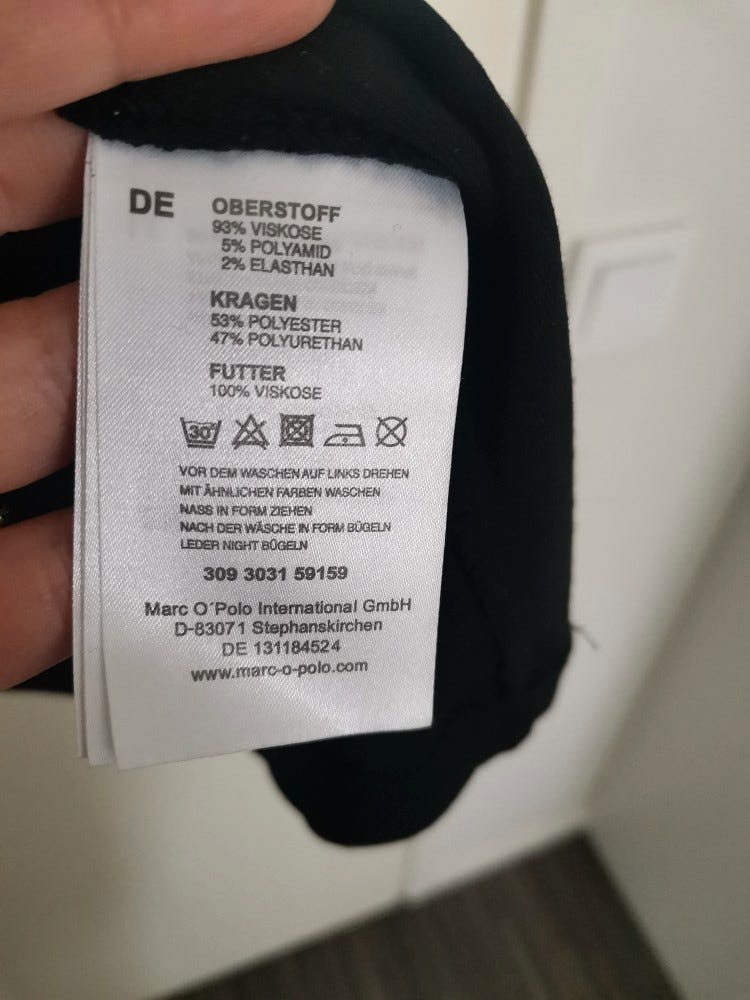 DE
OBERSTOFF
93% VISKOSE
5% POLYAMID
2% ELASTHAN
KRAGEN
53% POLYESTER
47% POLYURETHAN
FUTTER
100% VISKOSE
30°
VOR DEM WASCHEN AUF LINKS DREHEN
MIT ÄHNLICHEN FARBEN WASCHEN
NASS IN FORM ZIEHEN
NACH DER WÄSCHE IN FORM BÜGELN
LEDER NIGHT BÜGELN
309 3031 59159
Marc O´Polo International GmbH
D-83071 Stephanskirchen
DE 131184524
www.marc-o-polo.com